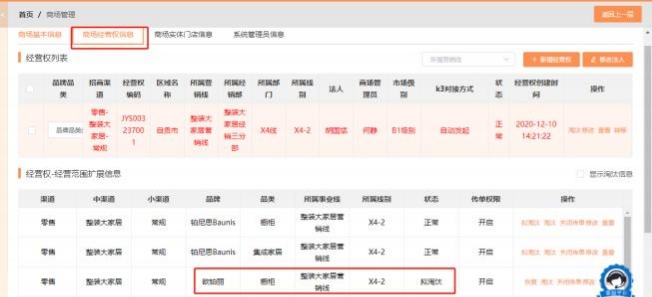 首页 / 商场管理
返回上一层
商场基本信息 商场经营权信息 商场实体门店信息 系统管理员信息
经营权列表
+ 新增经营权 修改法人
品牌品类 招商渠道 经营权编码 区域名称 所属营销线 所属经销部 所属部门 所属线别 法人 商场管理员 市场级别 k3对接方式 状态 经营权创建时间 操作
品牌品类 零售-整装大家居-常规 JYS003237001 自贡市 整装大家居营销线 整装大家居经销三分部 X4线 X4-2 胡国栋 何静 B1级别 自动发起 正常 2020-12-10 14:21:22 淘汰 修改 查看
经营权-经营范围扩展信息
显示淘汰信息
渠道 中渠道 小渠道 品牌 品类 所属事业线 所属线别 状态 传单权限 操作
零售 整装大家居 常规 铂尼思Baunis 橱柜 整装大家居营销线 X4-2 正常 开启 拟淘汰 淘汰 关闭传单 修改 查看
零售 整装大家居 常规 铂尼思Baunis 集成家居 整装大家居营销线 X4-2 正常 开启 拟淘汰 淘汰 关闭传单 修改 查看
零售 整装大家居 常规 欧铂丽 橱柜 整装大家居营销线 X4-2 拟淘汰 开启 恢复 淘汰 关闭传单 修改